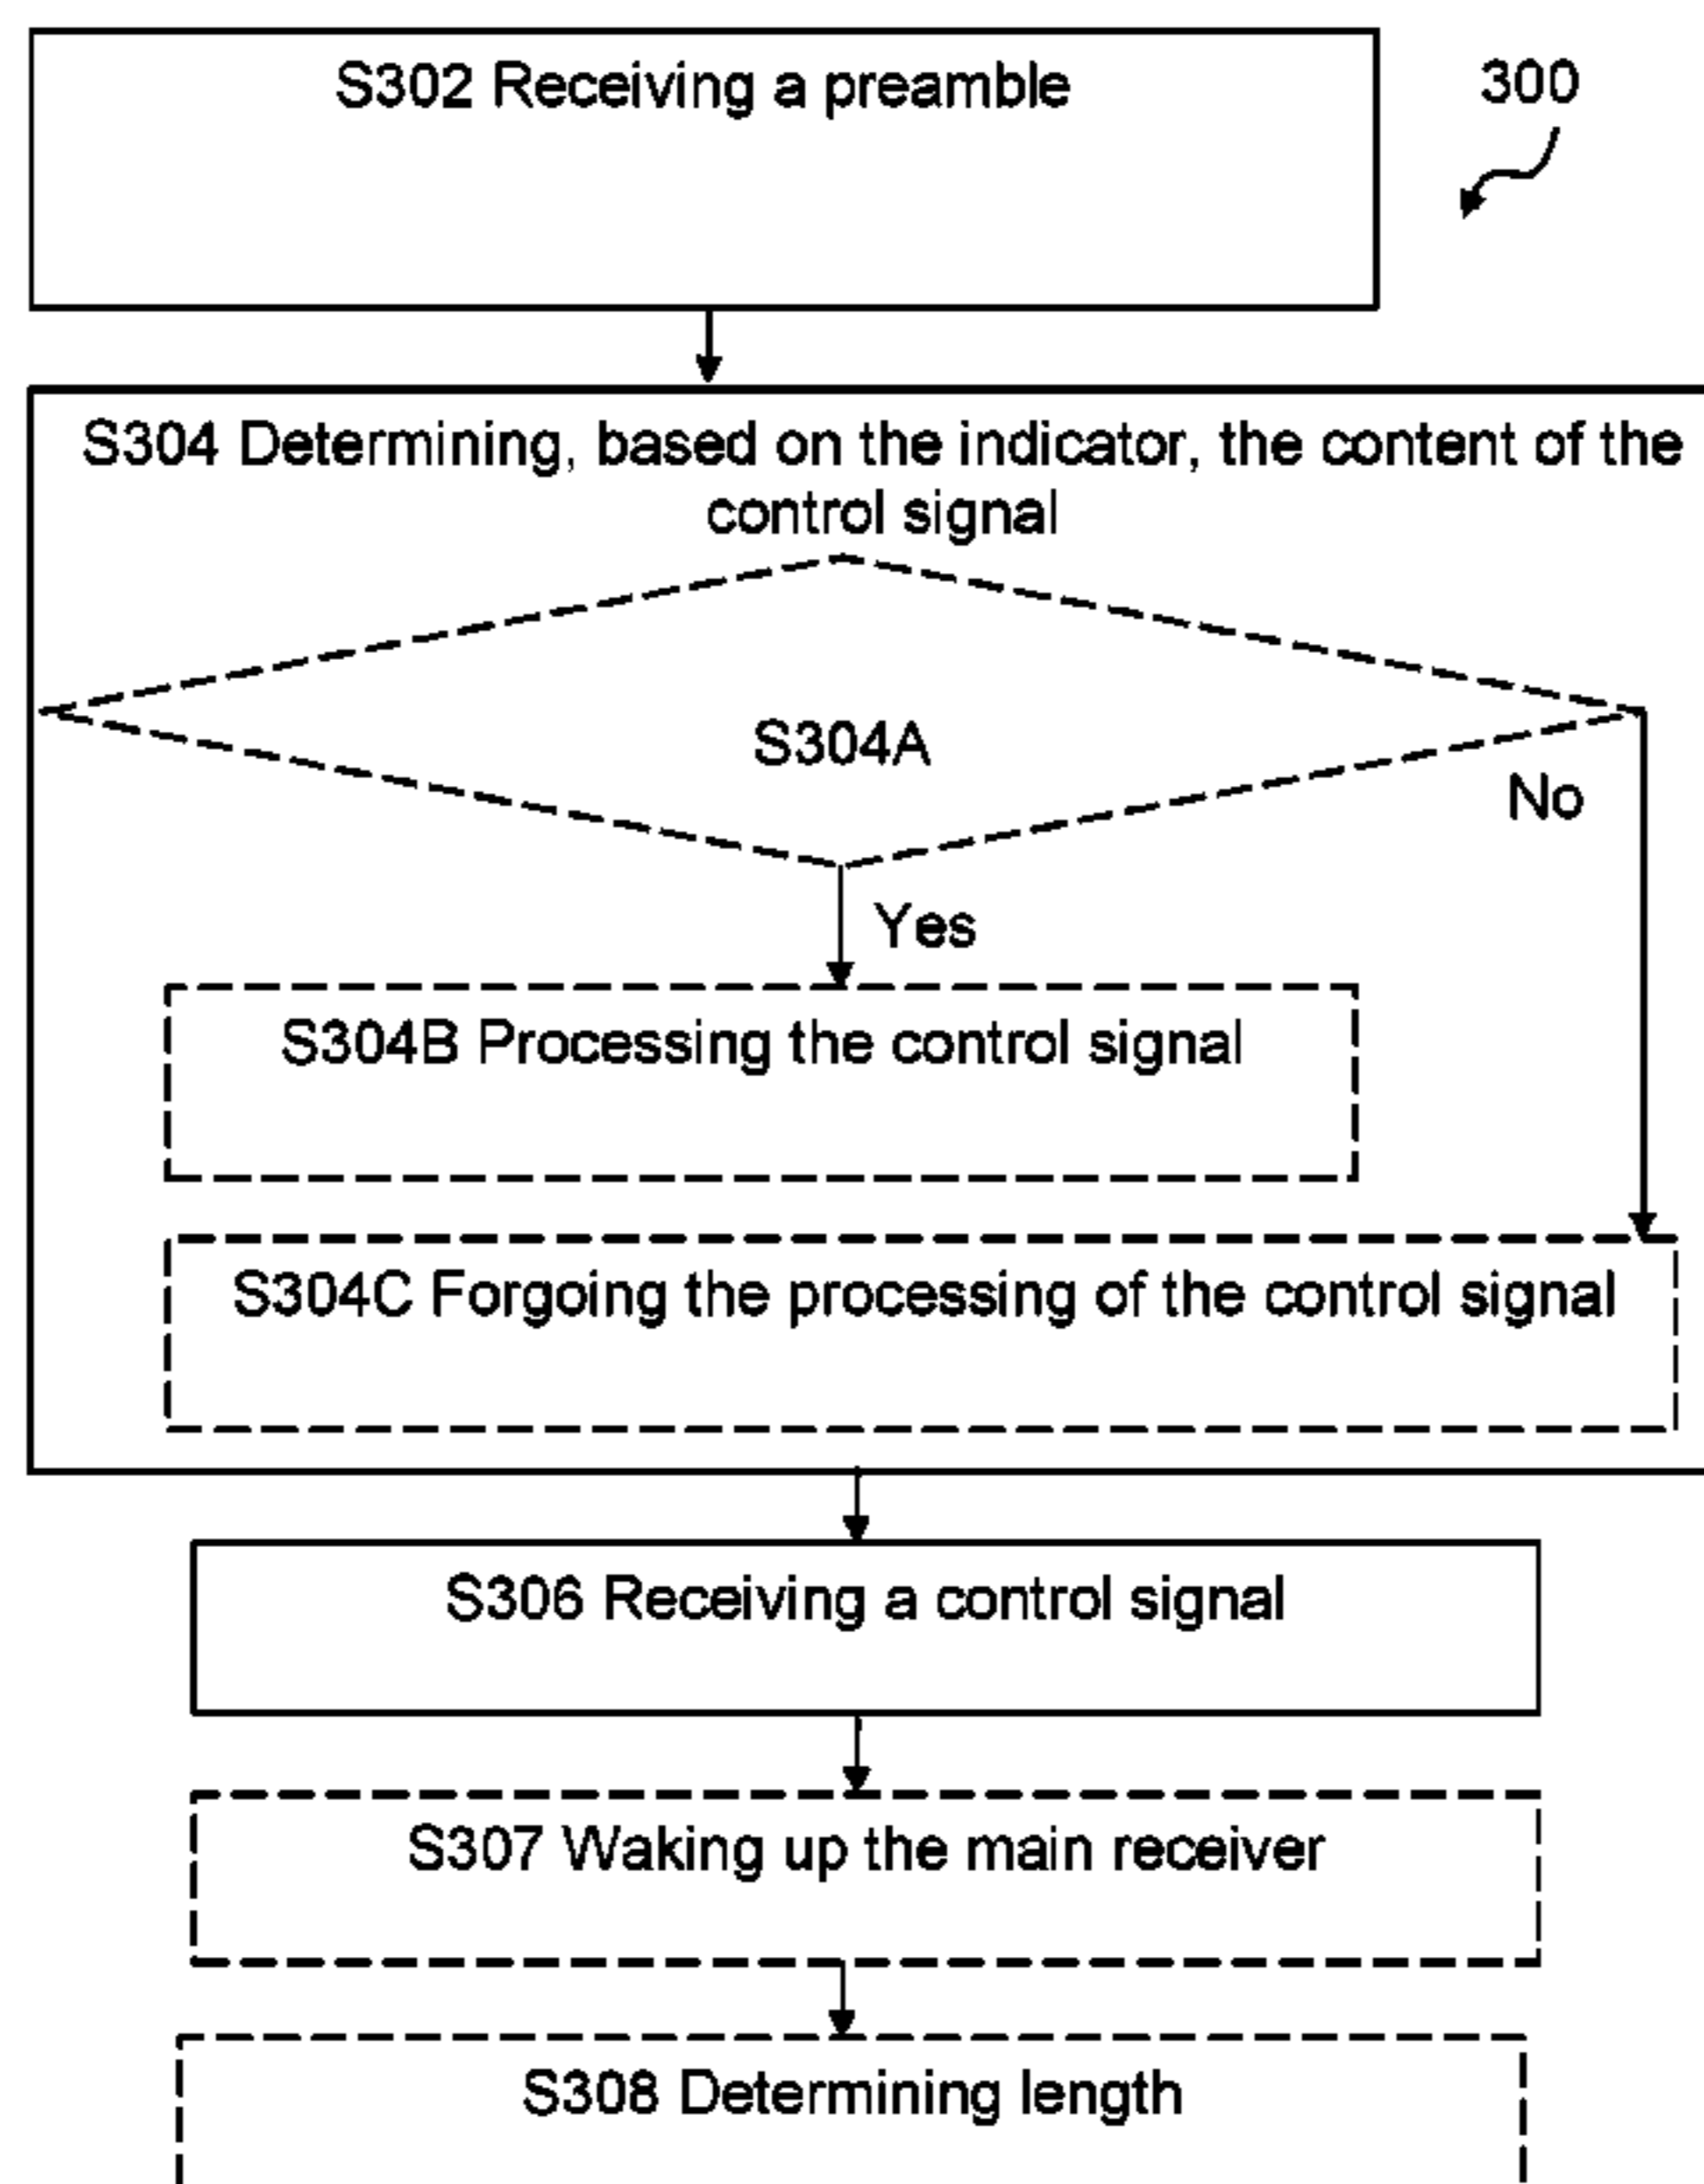 S302 Receiving a preamble
300
S304 Determining, based on the indicator, the content of the
control signal
S304A
No
Yes
S304B Processing the control signal
S304C Forgoing the processing of the control signal
S306 Receiving a control signal
S307 Waking up the main receiver
S308 Determining length